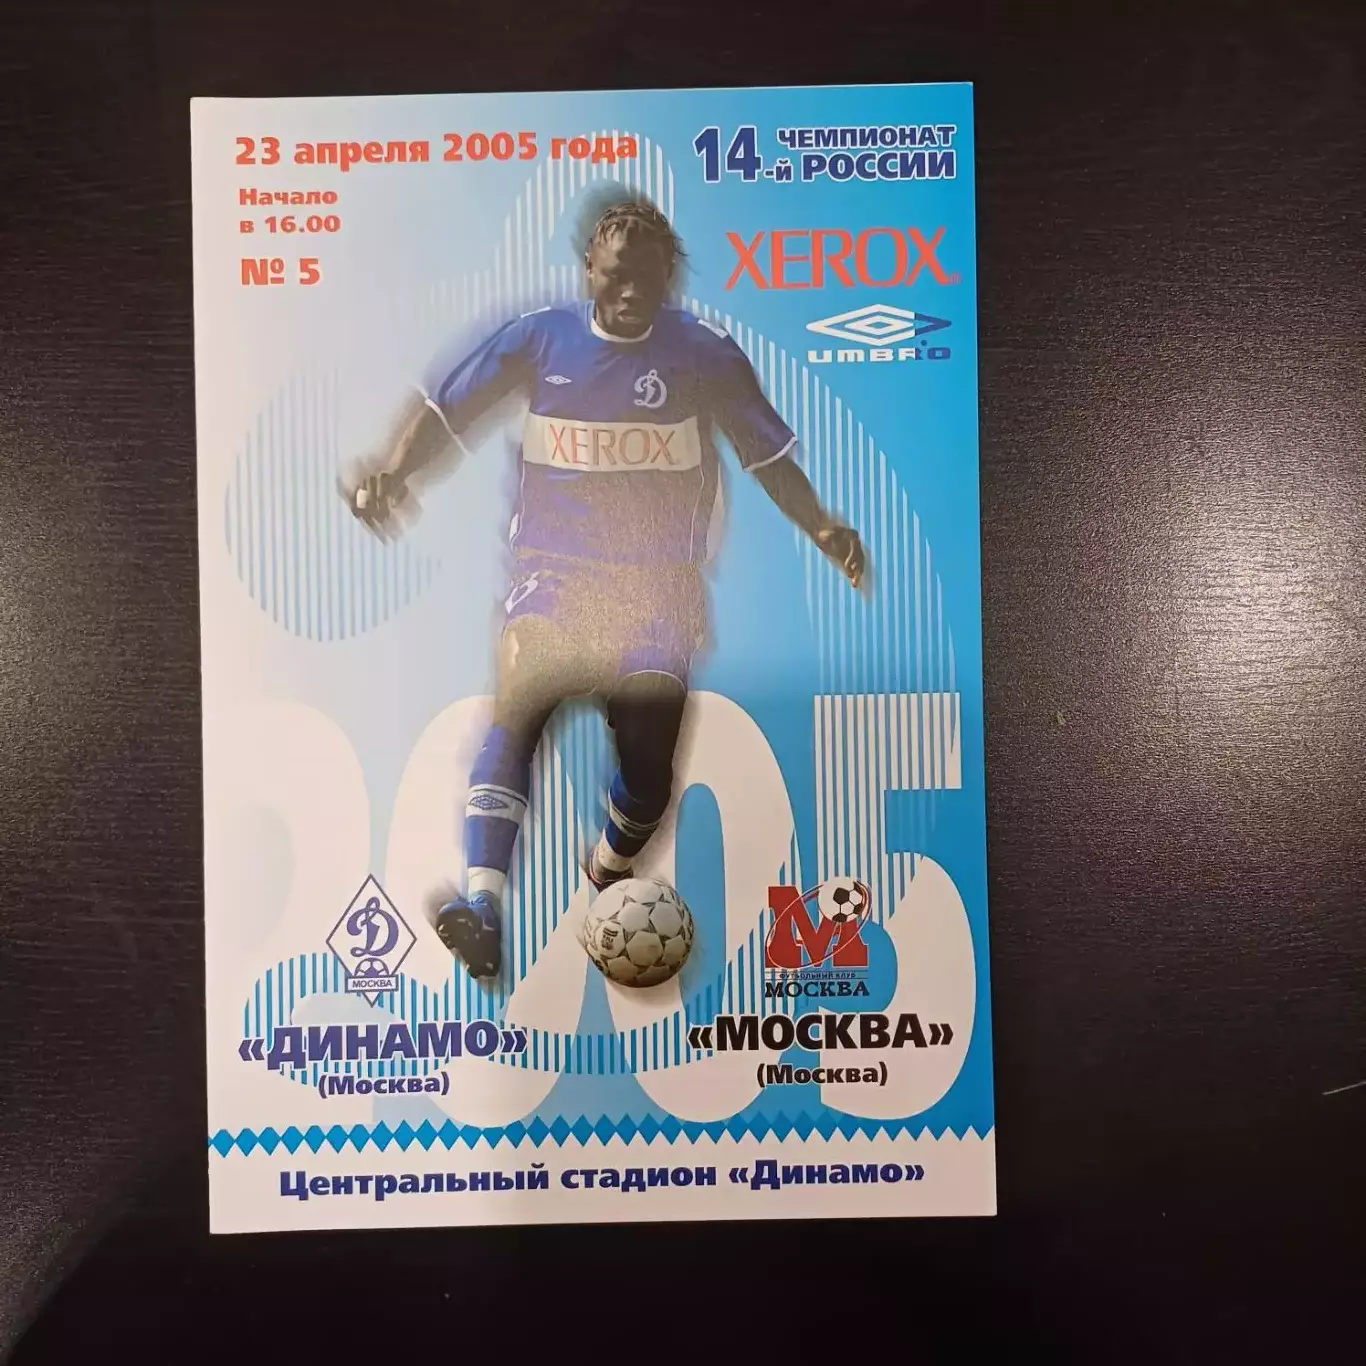 23 апреля 2005 года
Начало
в 16.00
№ 5
14-й ЧЕМПИОНАТ
РОССИИ
XEROX
umbro
Д
XEROX
2005
Д
МОСКВА
«ДИНАМО»
(Москва)
М
ФУТБОЛЬНЫЙ КЛУБ
МОСКВА
«МОСКВА»
(Москва)
Центральный стадион «Динамо»